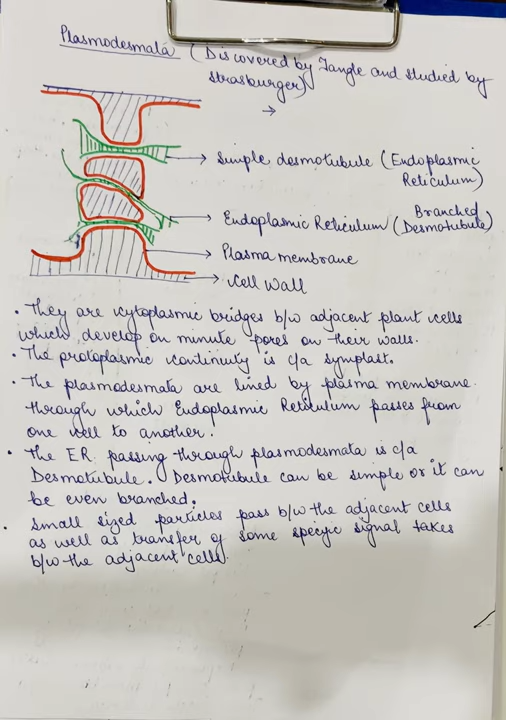 Plasmodesmata (Discovered by Tangle and studied by
Strasburger)
→
→ Simple desmotubule (Endoplasmic
Reticulum)
→ Endoplasmic Reticulum (Branched
Desmotubule)
→ Plasma membrane
→ Cell Wall
• They are cytoplasmic bridges b/w adjacent plant cells
which develop on minute pores on their walls.
• The protoplasmic continuity is c/a symplast.
• The plasmodesmata are lined by plasma membrane
through which Endoplasmic Reticulum passes from
one cell to another.
• The ER passing through plasmodesmata is c/a
Desmotubule. Desmotubule can be simple or it can
be even branched.
• Small sized particles pass b/w the adjacent cells
as well as transfer of some specific signal takes
b/w the adjacent cells.